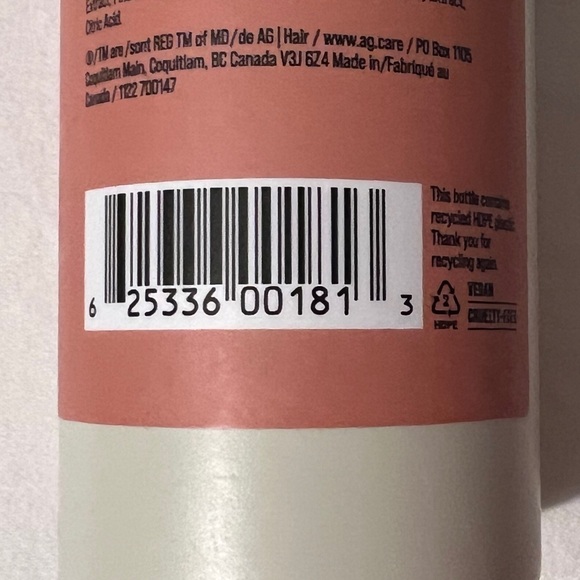 Extract,
Extract,
Citric Acid.
®/TM are /sont REG TM of MD/de AG | Hair / www.ag.care / PO Box 1105
Coquitlam Main, Coquitlam, BC Canada V3J 6Z4 Made in/Fabriqué au
Canada / 1122 700147
This bottle contains
recycled HDPE plastic
Thank you for
recycling again.
6 25336 00181 3
2
HDPE
VEGAN
CRUELTY-FREE